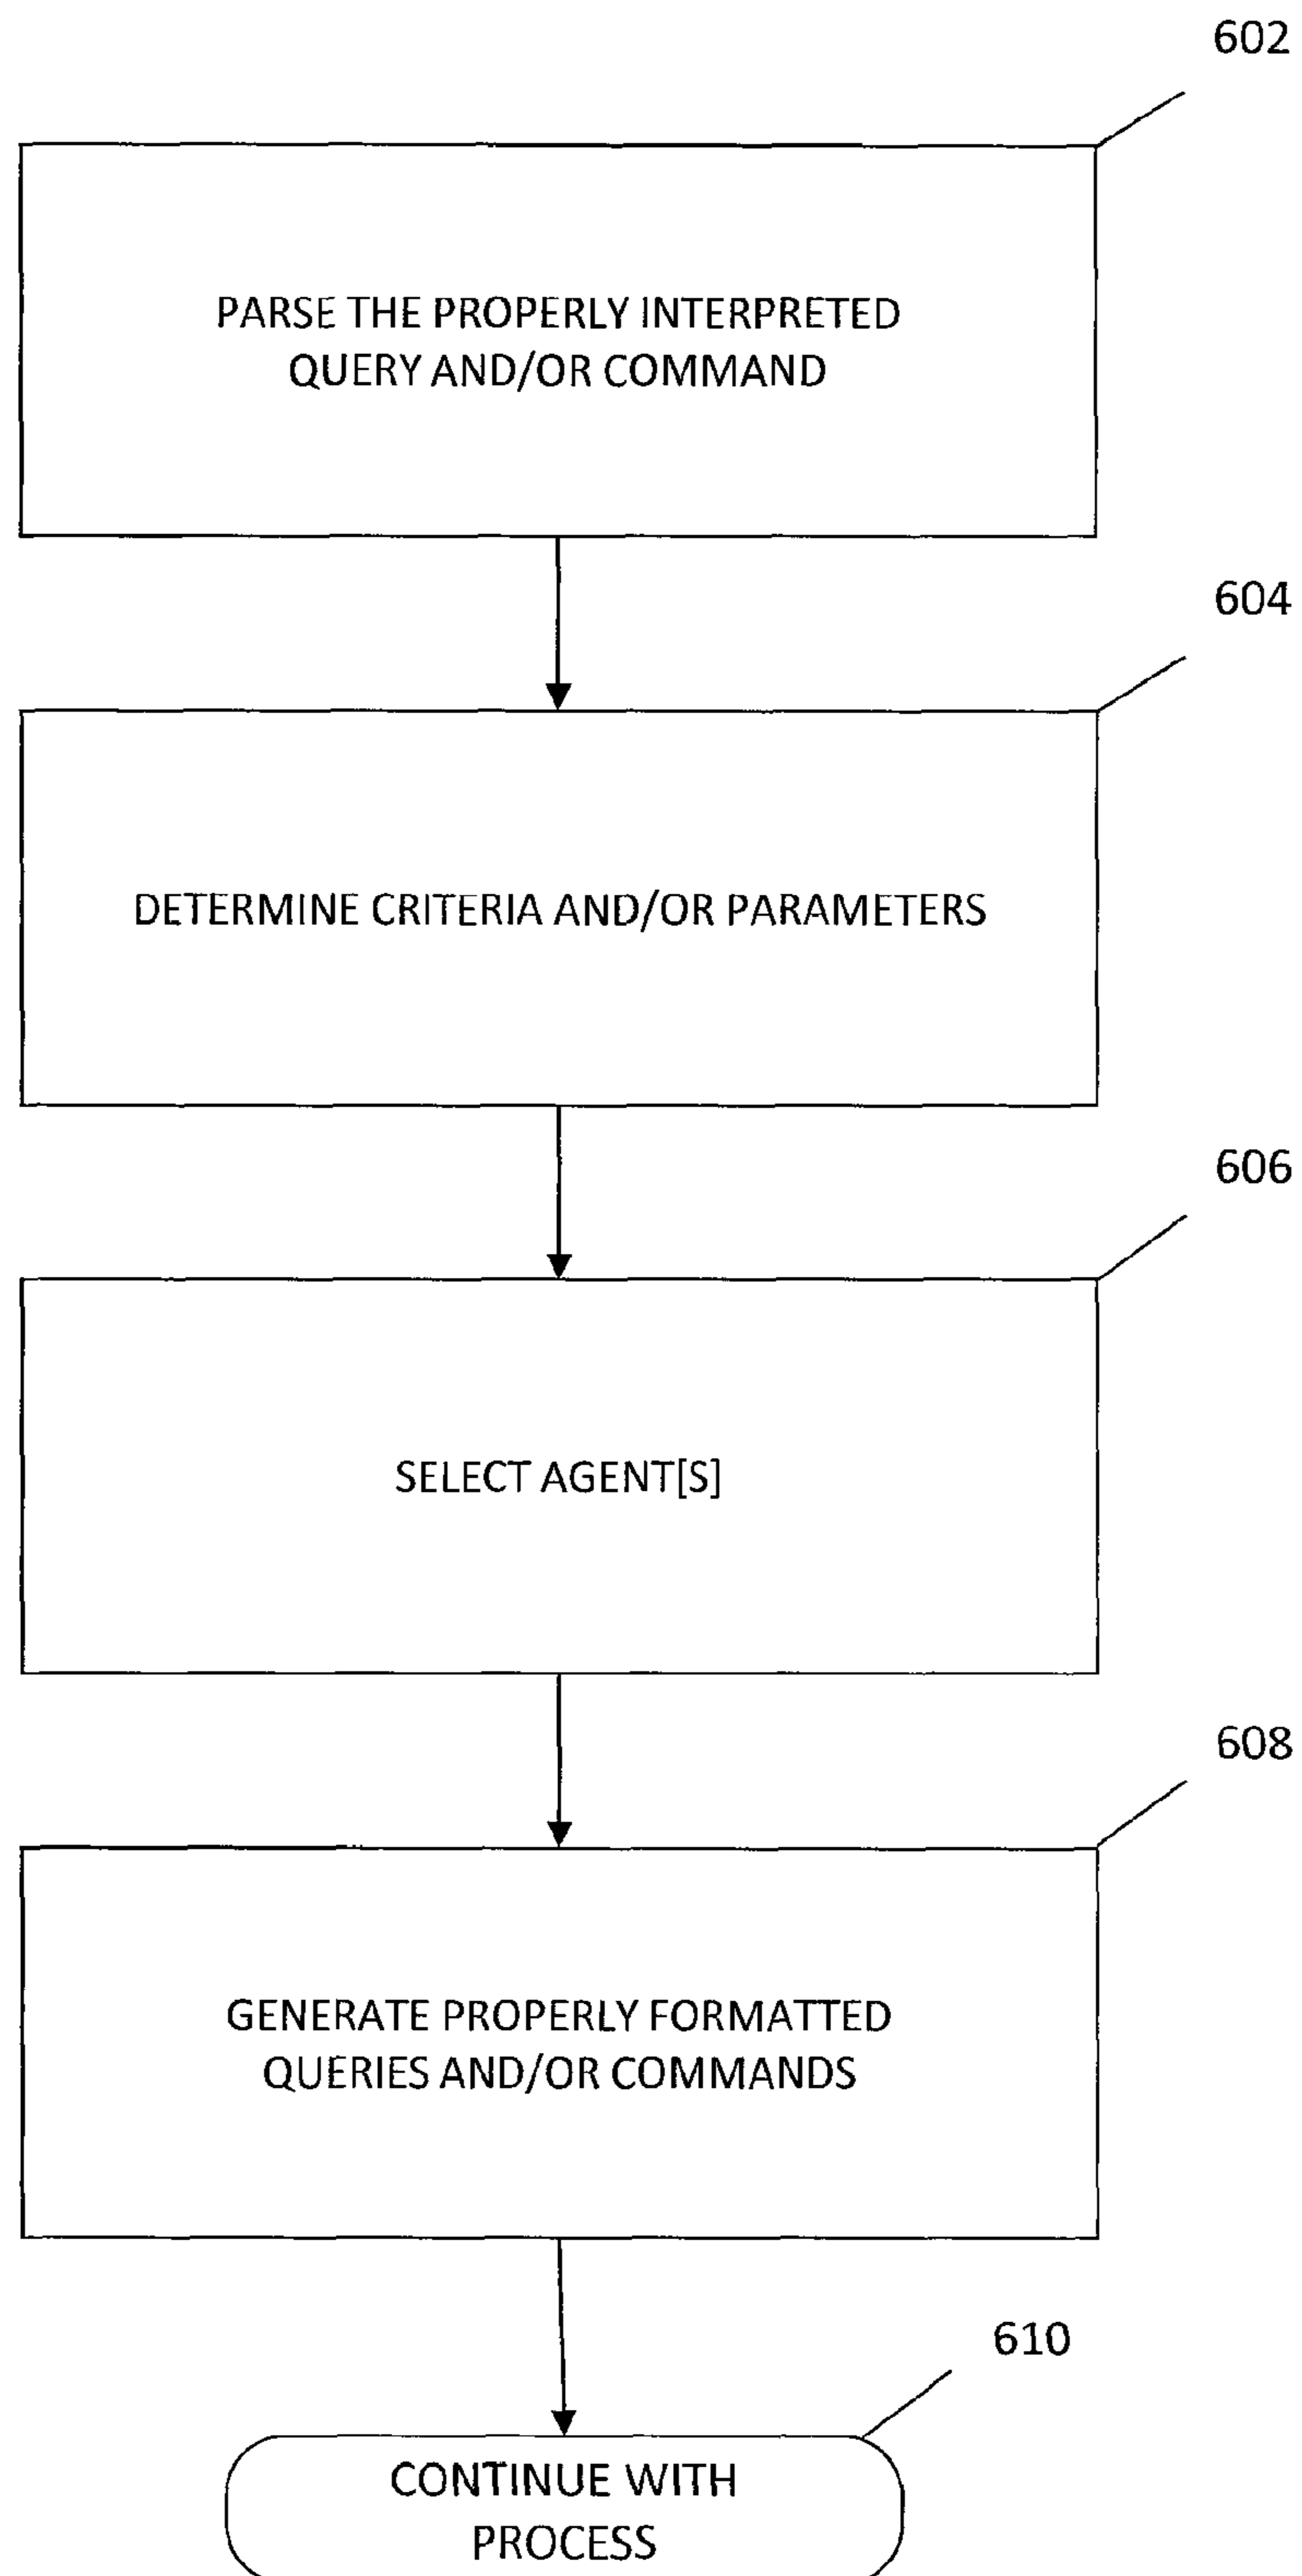 602
PARSE THE PROPERLY INTERPRETED
QUERY AND/OR COMMAND
604
DETERMINE CRITERIA AND/OR PARAMETERS
606
SELECT AGENT[S]
608
GENERATE PROPERLY FORMATTED
QUERIES AND/OR COMMANDS
610
CONTINUE WITH
PROCESS